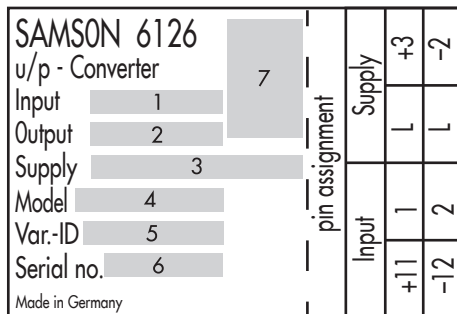 SAMSON 6126
u/p - Converter
7
Input 1
Output 2
Supply 3
Model 4
Var.-ID 5
Serial no. 6
Made in Germany
pin assignment
Supply
+3
−2
L
L
Input
1
2
+11
−12